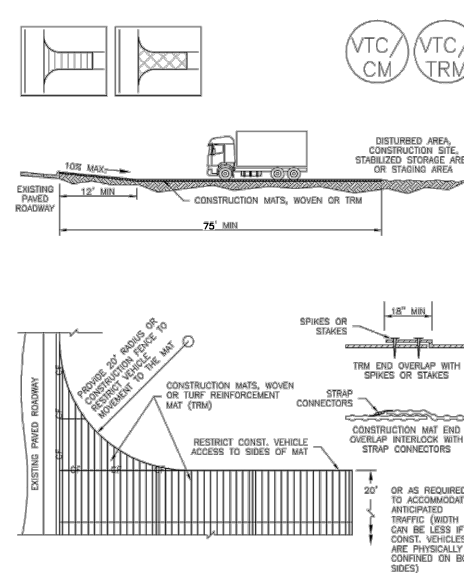 VTC/
CM
VTC/
TRM
DISTURBED AREA,
CONSTRUCTION SITE,
STABILIZED STORAGE ARE
OR STAGING AREA
10% MAX.
EXISTING
PAVED
ROADWAY
12' MIN
CONSTRUCTION MATS, WOVEN OR TRM
75' MIN
18" MIN
SPIKES OR
STAKES
TRM END OVERLAP WITH
SPIKES OR STAKES
STRAP
CONNECTORS
CONSTRUCTION MAT END
OVERLAP INTERLOCK WITH
STRAP CONNECTORS
PROVIDE 20' RADIUS OR
CONSTRUCTION FENCE TO
RESTRICT VEHICLE
MOVEMENT TO THE MAT
CONSTRUCTION MATS, WOVEN
OR TURF REINFORCEMENT
MAT (TRM)
RESTRICT CONST. VEHICLE
ACCESS TO SIDES OF MAT
EXISTING PAVED ROADWAY
CF
CF
CF
CF
20'
OR AS REQUIRED
TO ACCOMMODAT
ANTICIPATED
TRAFFIC (WIDTH
CAN BE LESS IF
CONST. VEHICLES
ARE PHYSICALLY
CONFINED ON BO
SIDES)